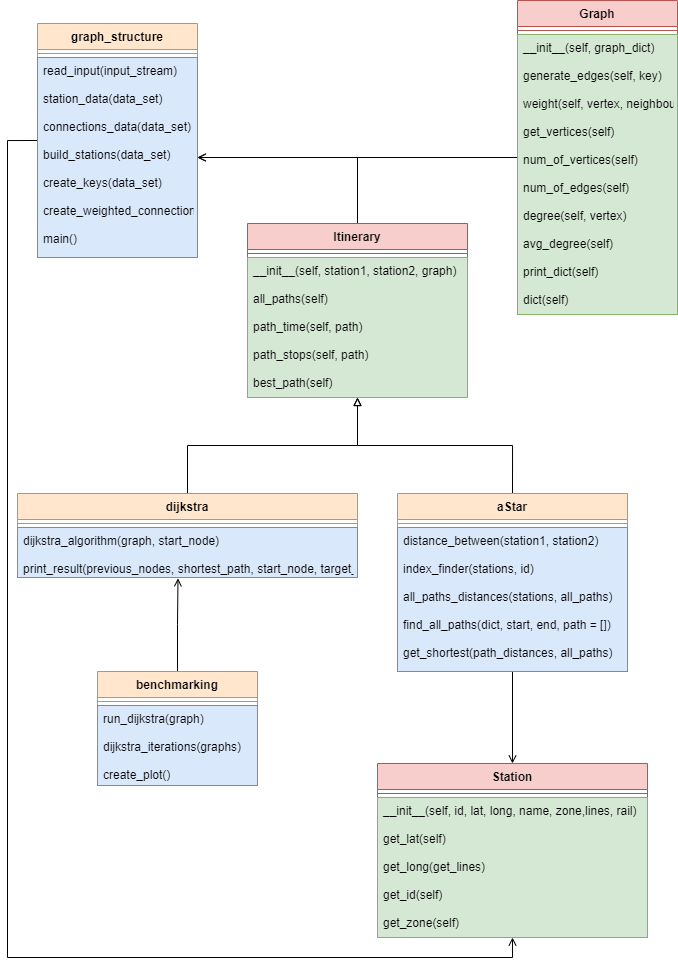 graph_structure
read_input(input_stream)
station_data(data_set)
connections_data(data_set)
build_stations(data_set)
create_keys(data_set)
create_weighted_connection
main()
Graph
__init__(self, graph_dict)
generate_edges(self, key)
weight(self, vertex, neighbou
get_vertices(self)
num_of_vertices(self)
num_of_edges(self)
degree(self, vertex)
avg_degree(self)
print_dict(self)
dict(self)
Itinerary
__init__(self, station1, station2, graph)
all_paths(self)
path_time(self, path)
path_stops(self, path)
best_path(self)
dijkstra
dijkstra_algorithm(graph, start_node)
print_result(previous_nodes, shortest_path, start_node, target_
aStar
distance_between(station1, station2)
index_finder(stations, id)
all_paths_distances(stations, all_paths)
find_all_paths(dict, start, end, path = [])
get_shortest(path_distances, all_paths)
benchmarking
run_dijkstra(graph)
dijkstra_iterations(graphs)
create_plot()
Station
__init__(self, id, lat, long, name, zone,lines, rail)
get_lat(self)
get_long(get_lines)
get_id(self)
get_zone(self)